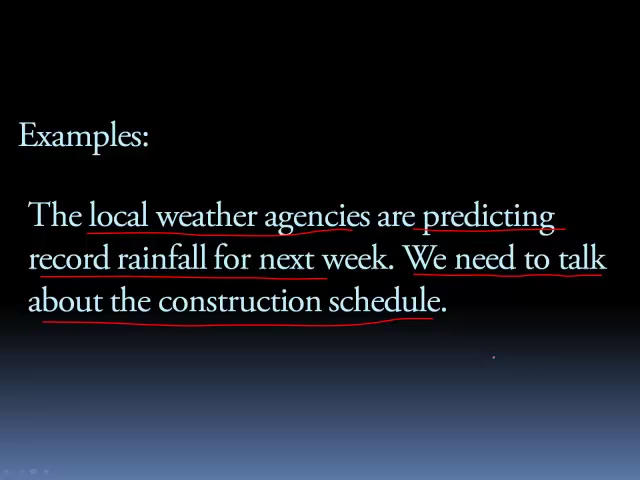 Examples:
The local weather agencies are predicting
record rainfall for next week. We need to talk
about the construction schedule.